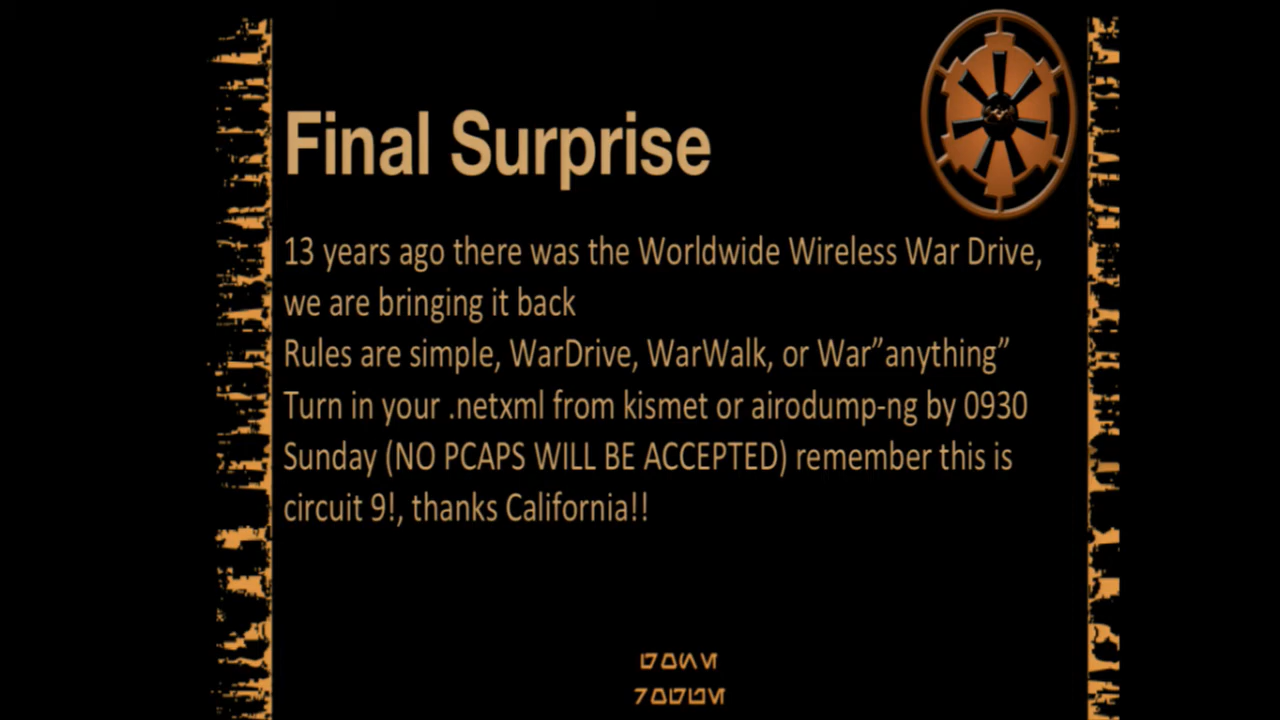 Final Surprise
13 years ago there was the Worldwide Wireless War Drive,
we are bringing it back
Rules are simple, WarDrive, WarWalk, or War”anything”
Turn in your .netxml from kismet or airodump-ng by 0930
Sunday (NO PCAPS WILL BE ACCEPTED) remember this is
circuit 9!, thanks California!!